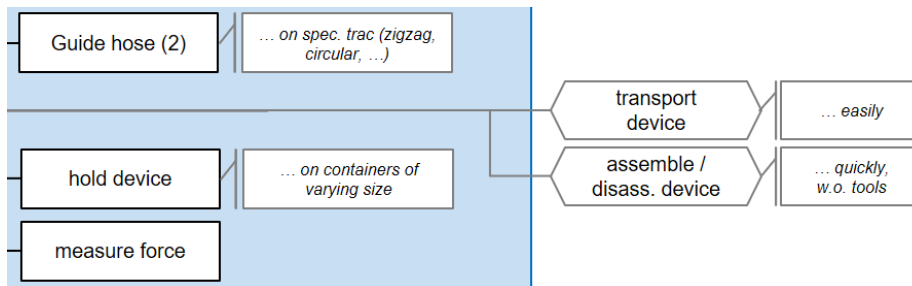 Guide hose (2)
… on spec. trac (zigzag,
circular, …)
transport
device
… easily
assemble /
disass. device
… quickly,
w.o. tools
hold device
… on containers of
varying size
measure force